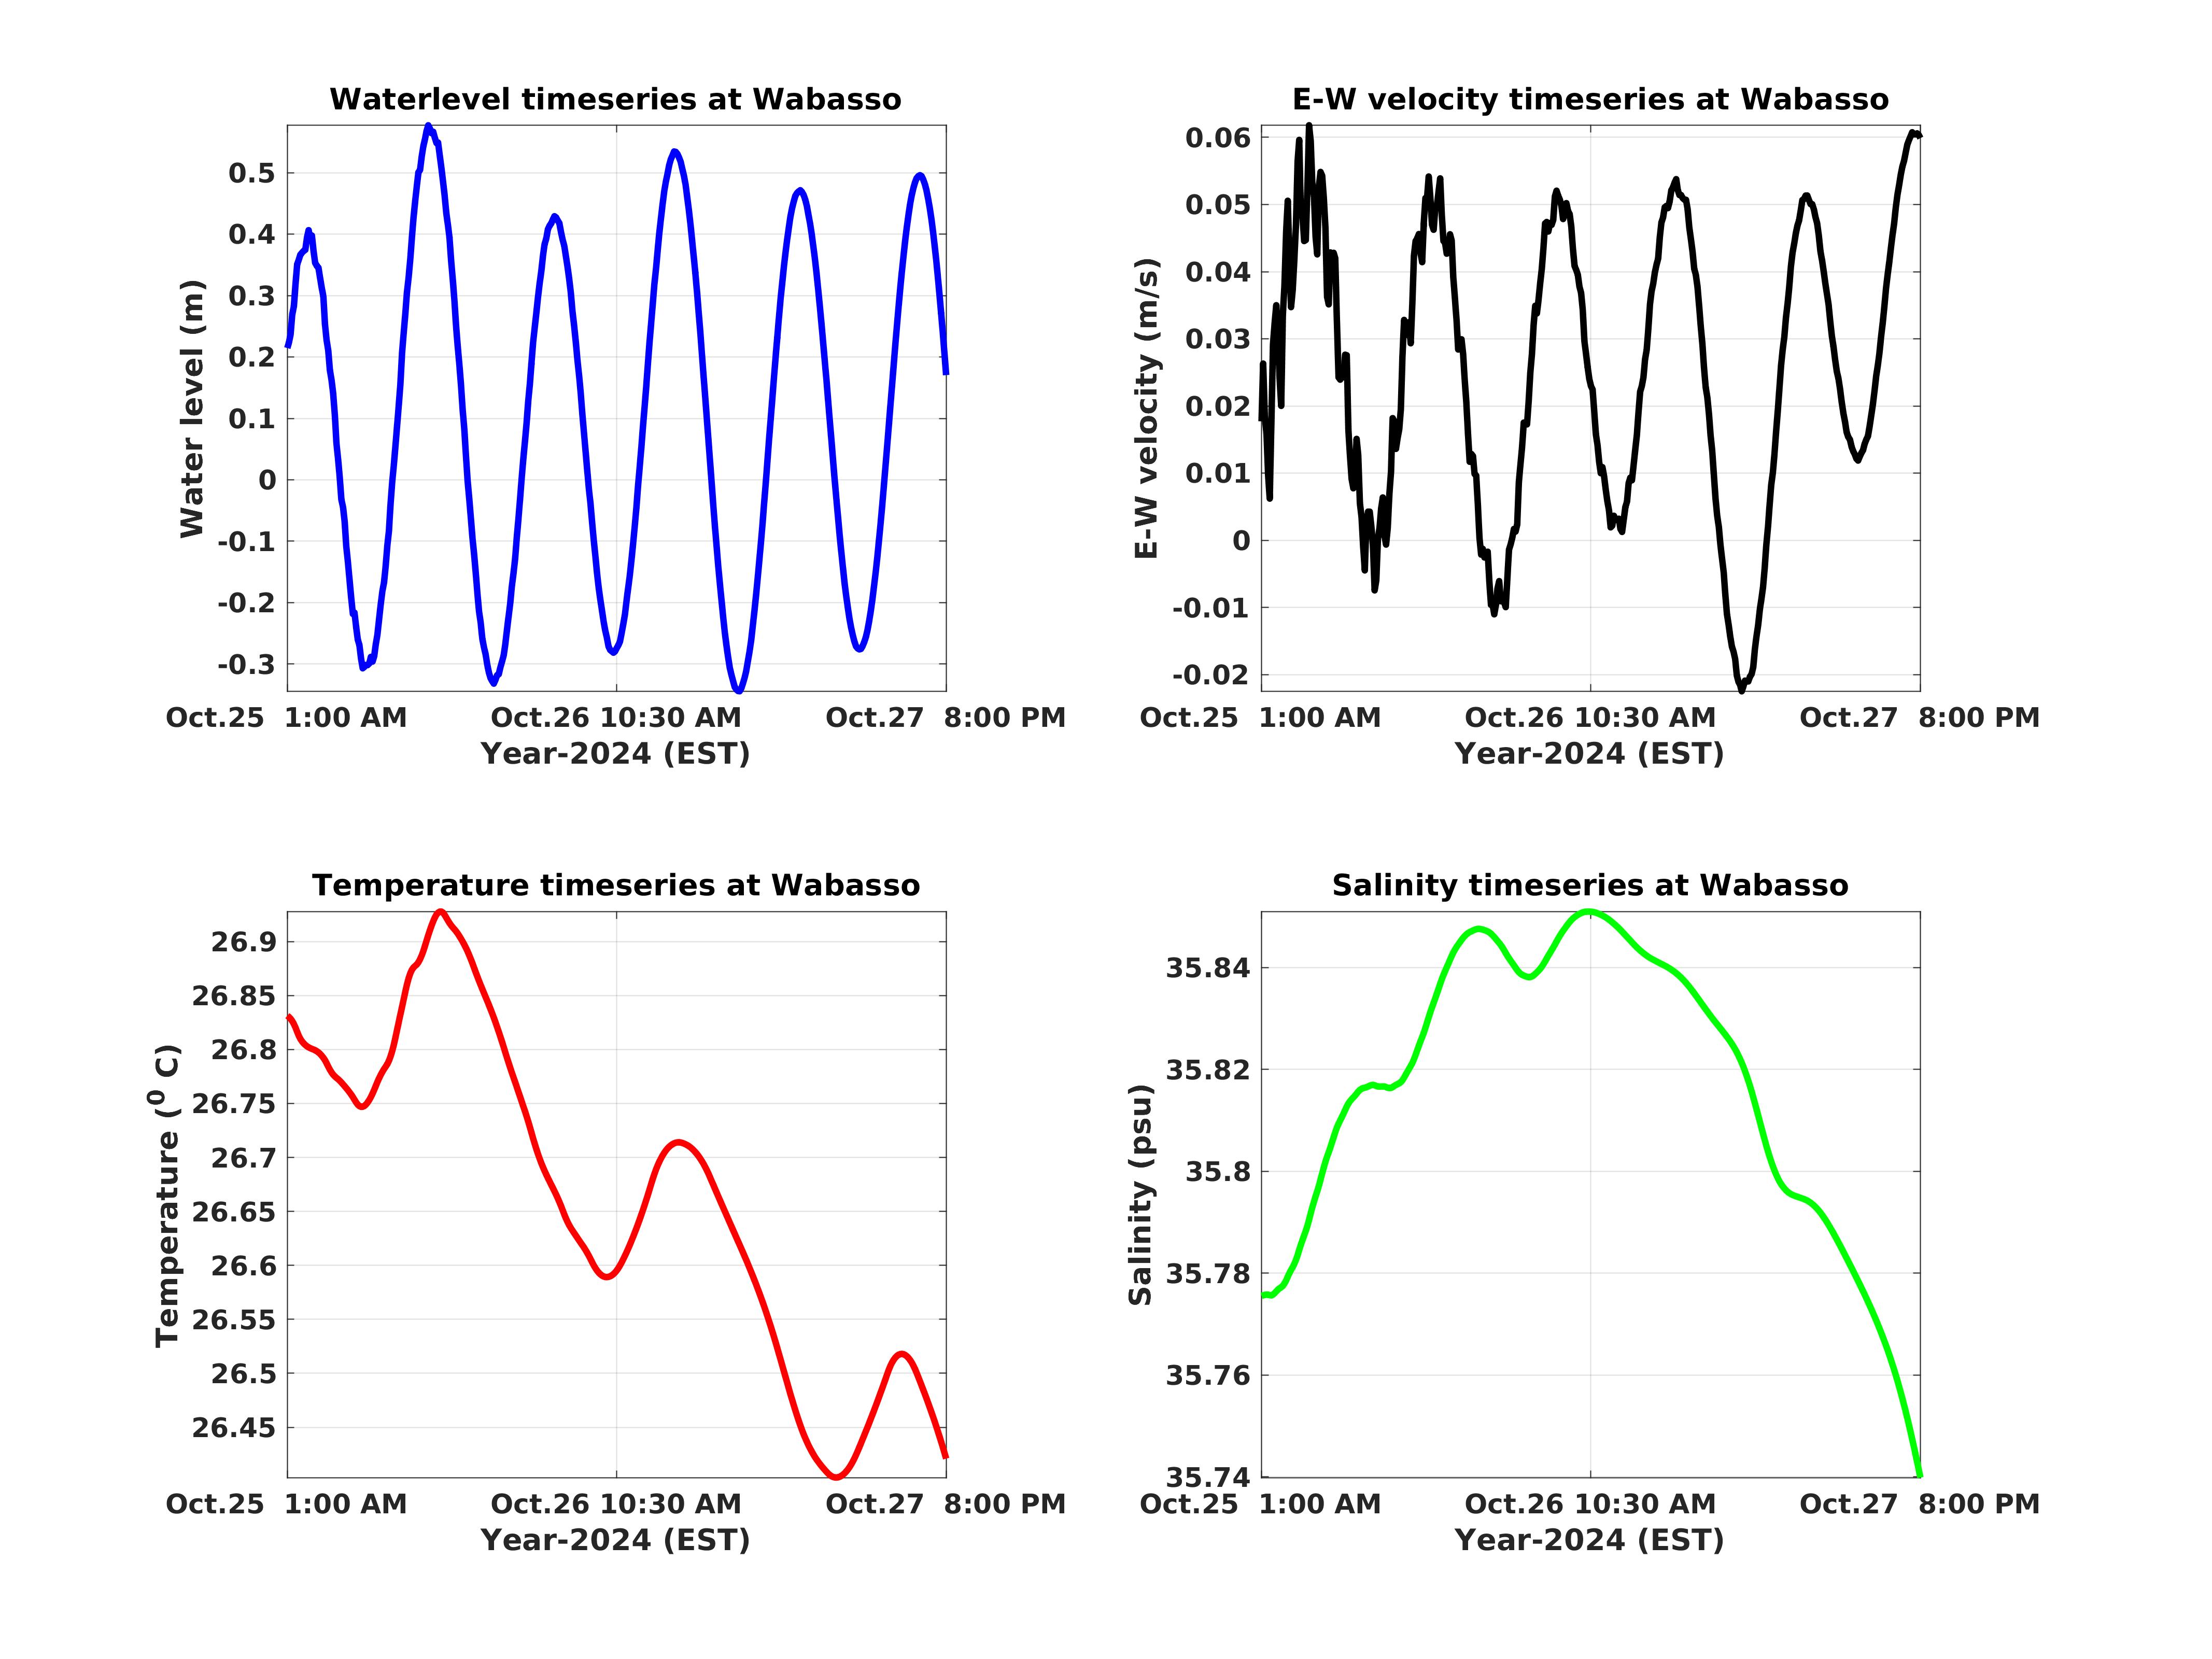 Waterlevel timeseries at Wabasso
0.5
0.4
0.3
0.2
0.1
0
-0.1
-0.2
-0.3
Water level (m)
Oct.25 1:00 AM Oct.26 10:30 AM Oct.27 8:00 PM
Year-2024 (EST)
E-W velocity timeseries at Wabasso
0.06
0.05
0.04
0.03
0.02
0.01
0
-0.01
-0.02
E-W velocity (m/s)
Oct.25 1:00 AM Oct.26 10:30 AM Oct.27 8:00 PM
Year-2024 (EST)
Temperature timeseries at Wabasso
26.9
26.85
26.8
26.75
26.7
26.65
26.6
26.55
26.5
26.45
Temperature (⁰ C)
Oct.25 1:00 AM Oct.26 10:30 AM Oct.27 8:00 PM
Year-2024 (EST)
Salinity timeseries at Wabasso
35.84
35.82
35.8
35.78
35.76
35.74
Salinity (psu)
Oct.25 1:00 AM Oct.26 10:30 AM Oct.27 8:00 PM
Year-2024 (EST)